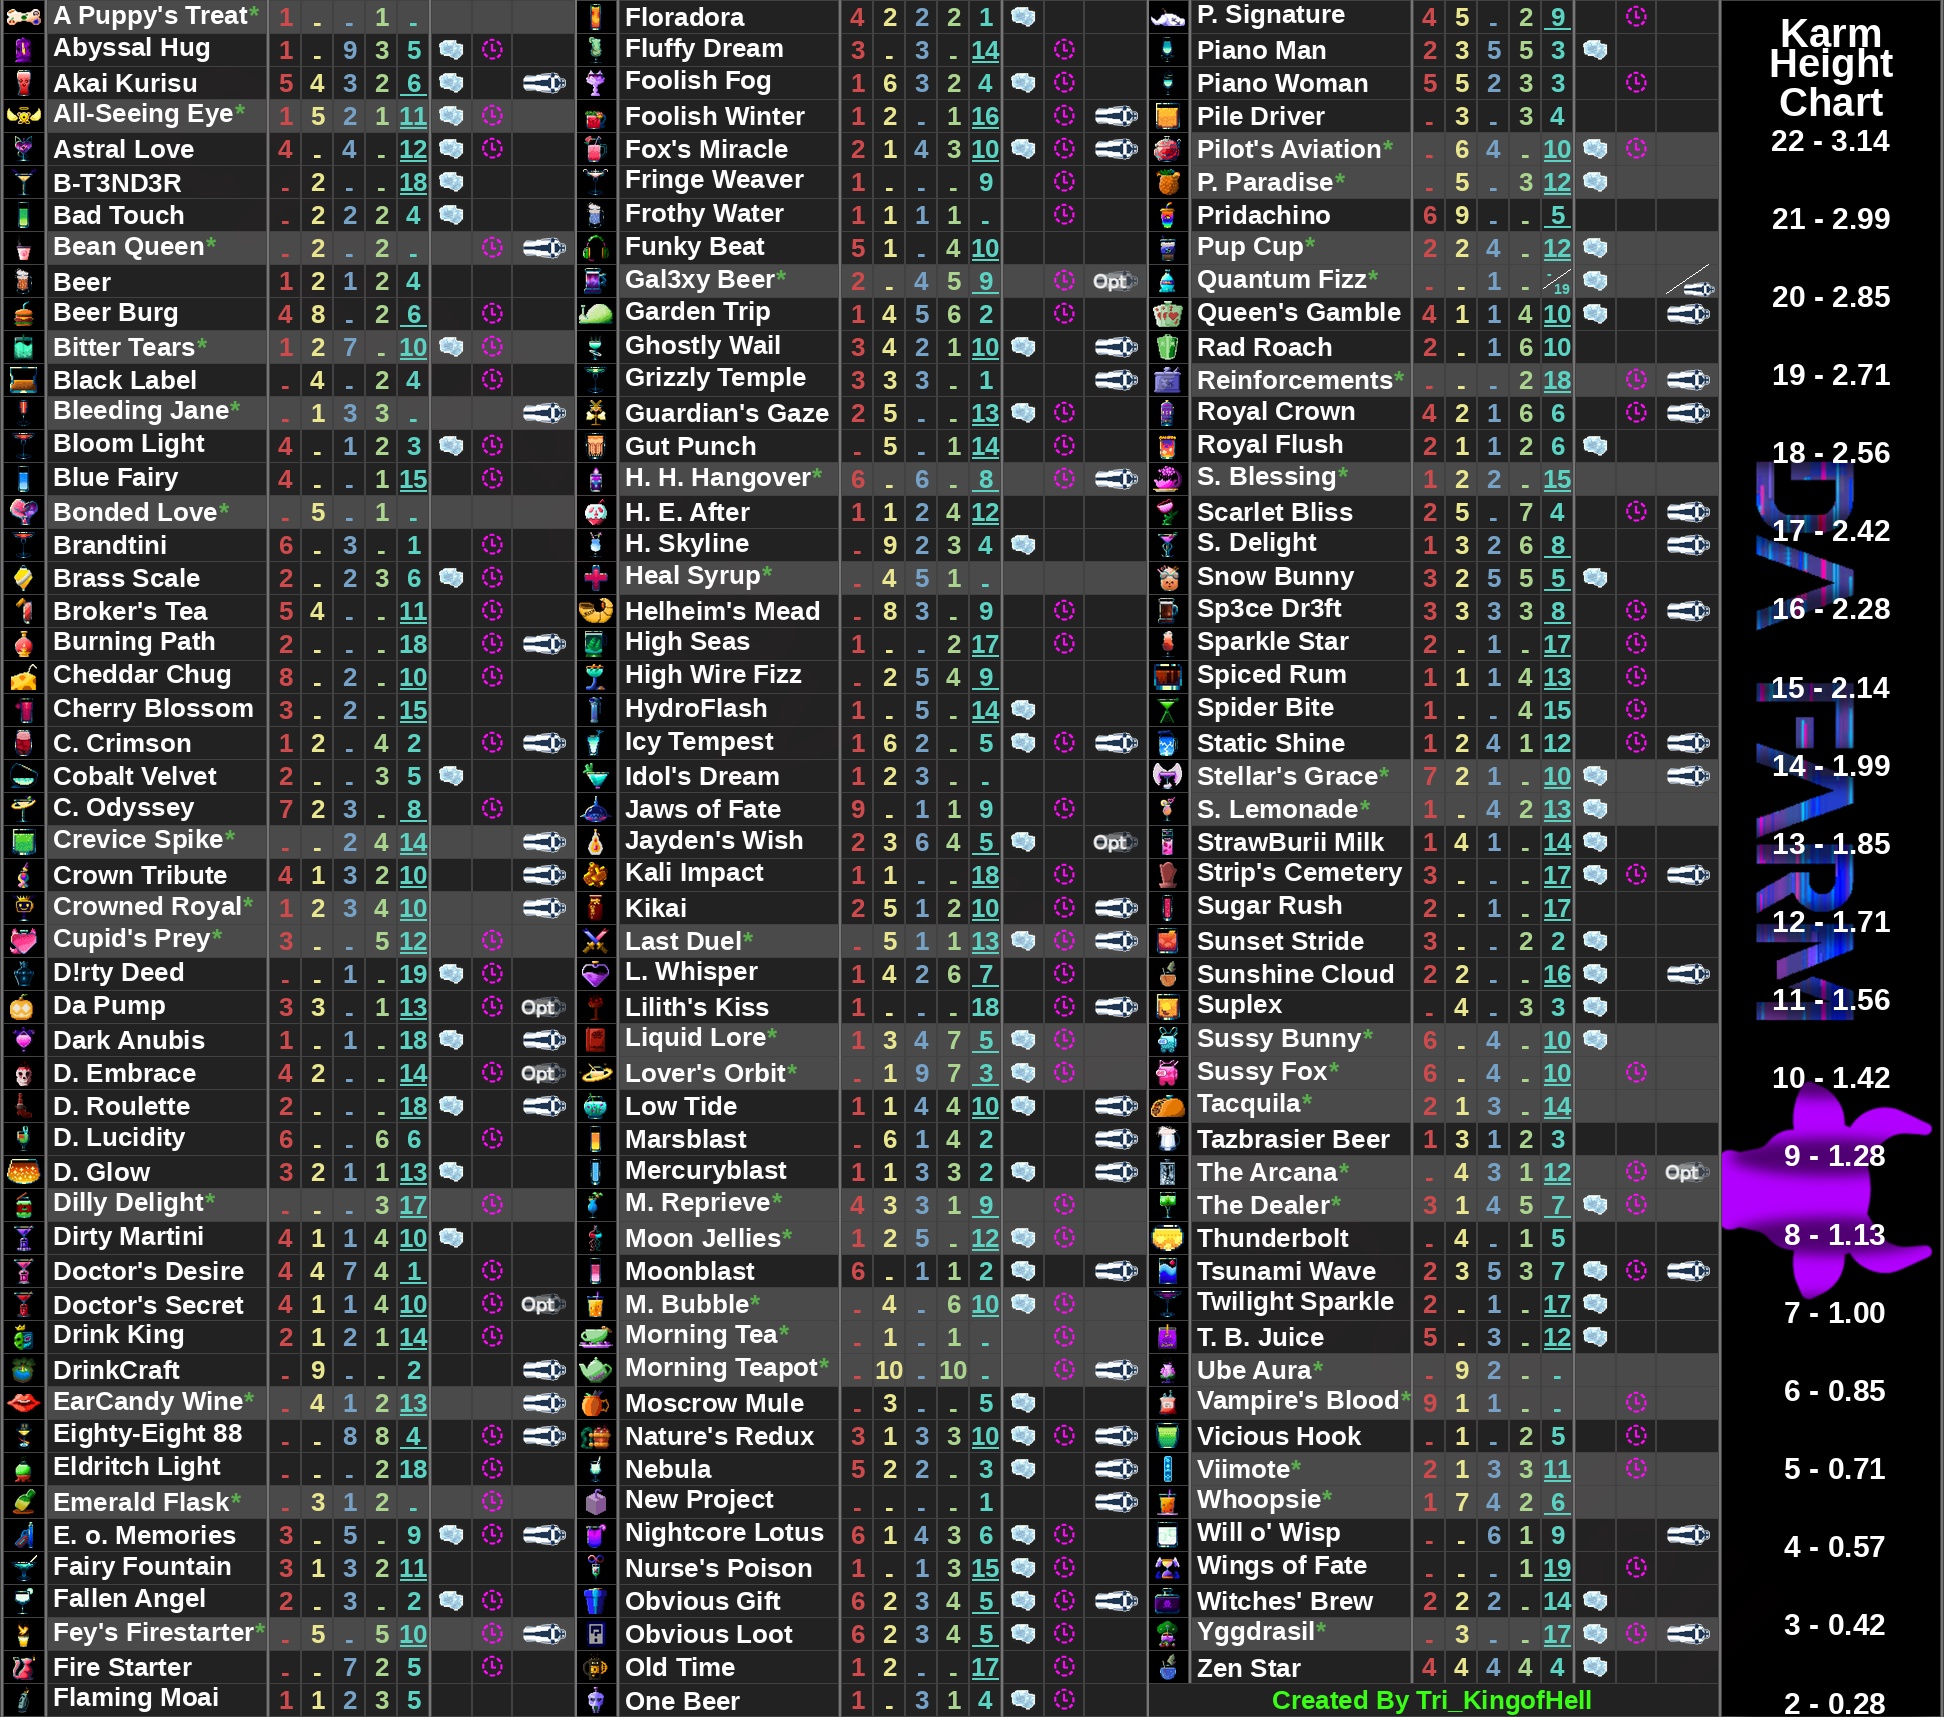 A Puppy's Treat* 1 - - 1 -
Abyssal Hug 1 - 9 3 5
Akai Kurisu 5 4 3 2 6
All-Seeing Eye* 1 5 2 1 11
Astral Love 4 - 4 - 12
B-T3ND3R - 2 - - 18
Bad Touch - 2 2 2 4
Bean Queen* - 2 - 2 -
Beer 1 2 1 2 4
Beer Burg 4 8 - 2 6
Bitter Tears* 1 2 7 - 10
Black Label - 4 - 2 4
Bleeding Jane* - 1 3 3 -
Bloom Light 4 - 1 2 3
Blue Fairy 4 - - 1 15
Bonded Love* - 5 - 1 -
Brandtini 6 - 3 - 1
Brass Scale 2 - 2 3 6
Broker's Tea 5 4 - - 11
Burning Path 2 - - - 18
Cheddar Chug 8 - 2 - 10
Cherry Blossom 3 - 2 - 15
C. Crimson 1 2 - 4 2
Cobalt Velvet 2 - - 3 5
C. Odyssey 7 2 3 - 8
Crevice Spike* - - 2 4 14
Crown Tribute 4 1 3 2 10
Crowned Royal* 1 2 3 4 10
Cupid's Prey* 3 - - 5 12
D!rty Deed - - 1 - 19
Da Pump 3 3 - 1 13 Opt
Dark Anubis 1 - 1 - 18
D. Embrace 4 2 - - 14 Opt
D. Roulette 2 - - - 18
D. Lucidity 6 - - 6 6
D. Glow 3 2 1 1 13
Dilly Delight* - - - 3 17
Dirty Martini 4 1 1 4 10
Doctor's Desire 4 4 7 4 1
Doctor's Secret 4 1 1 4 10 Opt
Drink King 2 1 2 1 14
DrinkCraft - 9 - - 2
EarCandy Wine* - 4 1 2 13
Eighty-Eight 88 - - 8 8 4
Eldritch Light - - - 2 18
Emerald Flask* - 3 1 2 -
E. o. Memories 3 - 5 - 9
Fairy Fountain 3 1 3 2 11
Fallen Angel 2 - 3 - 2
Fey's Firestarter* - 5 - 5 10
Fire Starter - - 7 2 5
Flaming Moai 1 1 2 3 5
Floradora 4 2 2 2 1
Fluffy Dream 3 - 3 - 14
Foolish Fog 1 6 3 2 4
Foolish Winter 1 2 - 1 16
Fox's Miracle 2 1 4 3 10
Fringe Weaver 1 - - - 9
Frothy Water 1 1 1 1 -
Funky Beat 5 1 - 4 10
Gal3xy Beer* 2 - 4 5 9 Opt
Garden Trip 1 4 5 6 2
Ghostly Wail 3 4 2 1 10
Grizzly Temple 3 3 3 - 1
Guardian's Gaze 2 5 - - 13
Gut Punch - 5 - 1 14
H. H. Hangover* 6 - 6 - 8
H. E. After 1 1 2 4 12
H. Skyline - 9 2 3 4
Heal Syrup* - 4 5 1 -
Helheim's Mead - 8 3 - 9
High Seas 1 - - 2 17
High Wire Fizz - 2 5 4 9
HydroFlash 1 - 5 - 14
Icy Tempest 1 6 2 - 5
Idol's Dream 1 2 3 - -
Jaws of Fate 9 - 1 1 9
Jayden's Wish 2 3 6 4 5 Opt
Kali Impact 1 1 - - 18
Kikai 2 5 1 2 10
Last Duel* - 5 1 1 13
L. Whisper 1 4 2 6 7
Lilith's Kiss 1 - - - 18
Liquid Lore* 1 3 4 7 5
Lover's Orbit* - 1 9 7 3
Low Tide 1 1 4 4 10
Marsblast - 6 1 4 2
Mercuryblast 1 1 3 3 2
M. Reprieve* 4 3 3 1 9
Moon Jellies* 1 2 5 - 12
Moonblast 6 - 1 1 2
M. Bubble* - 4 - 6 10
Morning Tea* - 1 - 1 -
Morning Teapot* - 10 - 10 -
Moscrow Mule - 3 - - 5
Nature's Redux 3 1 3 3 10
Nebula 5 2 2 - 3
New Project - - - - 1
Nightcore Lotus 6 1 4 3 6
Nurse's Poison 1 - 1 3 15
Obvious Gift 6 2 3 4 5
Obvious Loot 6 2 3 4 5
Old Time 1 2 - - 17
One Beer 1 - 3 1 4
P. Signature 4 5 - 2 9
Piano Man 2 3 5 5 3
Piano Woman 5 5 2 3 3
Pile Driver - 3 - 3 4
Pilot's Aviation* - 6 4 - 10
P. Paradise* - 5 - 3 12
Pridachino 6 9 - - 5
Pup Cup* 2 2 4 - 12
Quantum Fizz* - - 1 - -/19
Queen's Gamble 4 1 1 4 10
Rad Roach 2 - 1 6 10
Reinforcements* - - - 2 18
Royal Crown 4 2 1 6 6
Royal Flush 2 1 1 2 6
S. Blessing* 1 2 2 - 15
Scarlet Bliss 2 5 - 7 4
S. Delight 1 3 2 6 8
Snow Bunny 3 2 5 5 5
Sp3ce Dr3ft 3 3 3 3 8
Sparkle Star 2 - 1 - 17
Spiced Rum 1 1 1 4 13
Spider Bite 1 - - 4 15
Static Shine 1 2 4 1 12
Stellar's Grace* 7 2 1 - 10
S. Lemonade* 1 - 4 2 13
StrawBurii Milk 1 4 1 - 14
Strip's Cemetery 3 - - - 17
Sugar Rush 2 - 1 - 17
Sunset Stride 3 - - 2 2
Sunshine Cloud 2 2 - - 16
Suplex - 4 - 3 3
Sussy Bunny* 6 - 4 - 10
Sussy Fox* 6 - 4 - 10
Tacquila* 2 1 3 - 14
Tazbrasier Beer 1 3 1 2 3
The Arcana* - 4 3 1 12 Opt
The Dealer* 3 1 4 5 7
Thunderbolt - 4 - 1 5
Tsunami Wave 2 3 5 3 7
Twilight Sparkle 2 - 1 - 17
T. B. Juice 5 - 3 - 12
Ube Aura* - 9 2 - -
Vampire's Blood* 9 1 1 - -
Vicious Hook - 1 - 2 5
Viimote* 2 1 3 3 11
Whoopsie* 1 7 4 2 6
Will o' Wisp - - 6 1 9
Wings of Fate - - - 1 19
Witches' Brew 2 2 2 - 14
Yggdrasil* - 3 - - 17
Zen Star 4 4 4 4 4
Created By Tri_KingofHell
Karm
Height
Chart
22 - 3.14
21 - 2.99
20 - 2.85
19 - 2.71
18 - 2.56
17 - 2.42
16 - 2.28
15 - 2.14
14 - 1.99
13 - 1.85
12 - 1.71
11 - 1.56
10 - 1.42
9 - 1.28
8 - 1.13
7 - 1.00
6 - 0.85
5 - 0.71
4 - 0.57
3 - 0.42
2 - 0.28
DA FARM